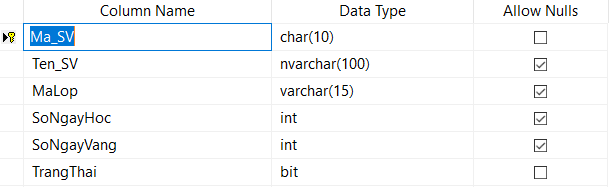 Column Name Data Type Allow Nulls
Ma_SV char(10)
Ten_SV nvarchar(100)
MaLop varchar(15)
SoNgayHoc int
SoNgayVang int
TrangThai bit